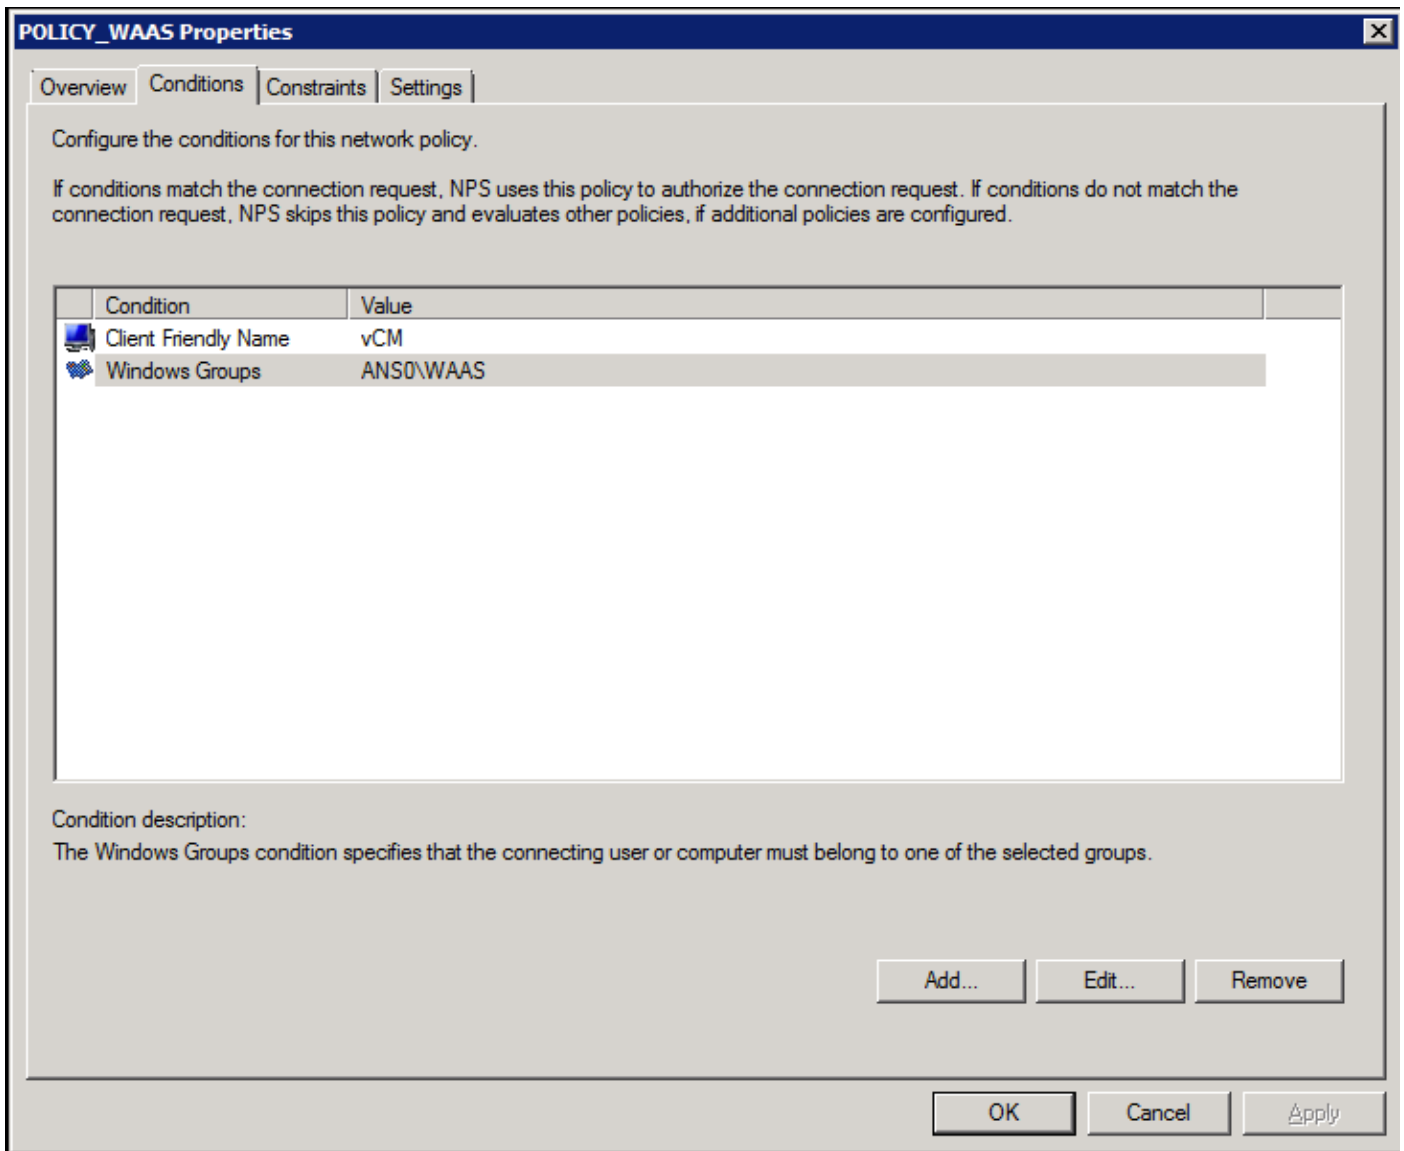 POLICY_WAAS Properties
Overview Conditions Constraints Settings
Configure the conditions for this network policy.
If conditions match the connection request, NPS uses this policy to authorize the connection request. If conditions do not match the
connection request, NPS skips this policy and evaluates other policies, if additional policies are configured.
Condition Value
Client Friendly Name vCM
Windows Groups ANS0\WAAS
Condition description:
The Windows Groups condition specifies that the connecting user or computer must belong to one of the selected groups.
Add... Edit... Remove
OK Cancel Apply